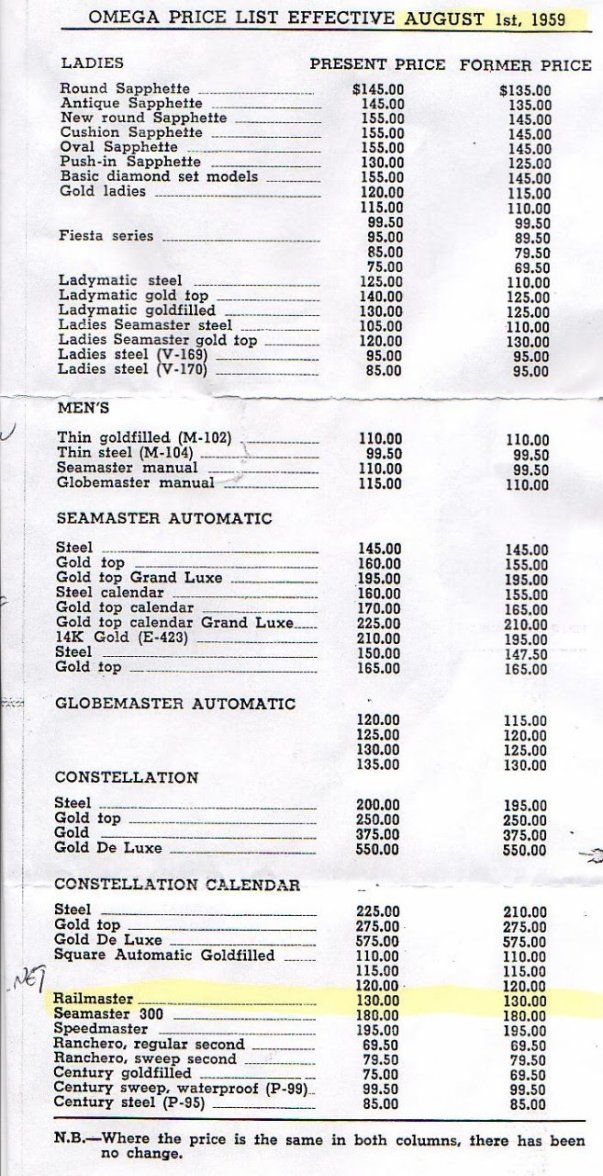 OMEGA PRICE LIST EFFECTIVE AUGUST 1st, 1959
LADIES PRESENT PRICE FORMER PRICE
Round Sapphette $145.00 $135.00
Antique Sapphette 145.00 135.00
New round Sapphette 155.00 145.00
Cushion Sapphette 155.00 145.00
Oval Sapphette 155.00 145.00
Push-in Sapphette 130.00 125.00
Basic diamond set models 155.00 145.00
Gold ladies 120.00 115.00
115.00 110.00
99.50 99.50
Fiesta series 95.00 89.50
85.00 79.50
75.00 69.50
Ladymatic steel 125.00 110.00
Ladymatic gold top 140.00 125.00
Ladymatic goldfilled 130.00 125.00
Ladies Seamaster steel 105.00 110.00
Ladies Seamaster gold top 120.00 130.00
Ladies steel (V-169) 95.00 95.00
Ladies steel (V-170) 85.00 95.00
MEN'S
Thin goldfilled (M-102) 110.00 110.00
Thin steel (M-104) 99.50 99.50
Seamaster manual 110.00 99.50
Globemaster manual 115.00 110.00
SEAMASTER AUTOMATIC
Steel 145.00 145.00
Gold top 160.00 155.00
Gold top Grand Luxe 195.00 195.00
Steel calendar 160.00 155.00
Gold top calendar 170.00 165.00
Gold top calendar Grand Luxe 225.00 210.00
14K Gold (E-423) 210.00 195.00
Steel 150.00 147.50
Gold top 165.00 165.00
GLOBEMASTER AUTOMATIC
120.00 115.00
125.00 120.00
130.00 125.00
135.00 130.00
CONSTELLATION
Steel 200.00 195.00
Gold top 250.00 250.00
Gold 375.00 375.00
Gold De Luxe 550.00 550.00
CONSTELLATION CALENDAR
Steel 225.00 210.00
Gold top 275.00 275.00
Gold De Luxe 575.00 575.00
Square Automatic Goldfilled 110.00 110.00
115.00 115.00
.NET 120.00 120.00
Railmaster 130.00 130.00
Seamaster 300 180.00 180.00
Speedmaster 195.00 195.00
Ranchero, regular second 69.50 69.50
Ranchero, sweep second 79.50 79.50
Century goldfilled 75.00 69.50
Century sweep, waterproof (P-99) 99.50 99.50
Century steel (P-95) 85.00 85.00
N.B.—Where the price is the same in both columns, there has been
no change.